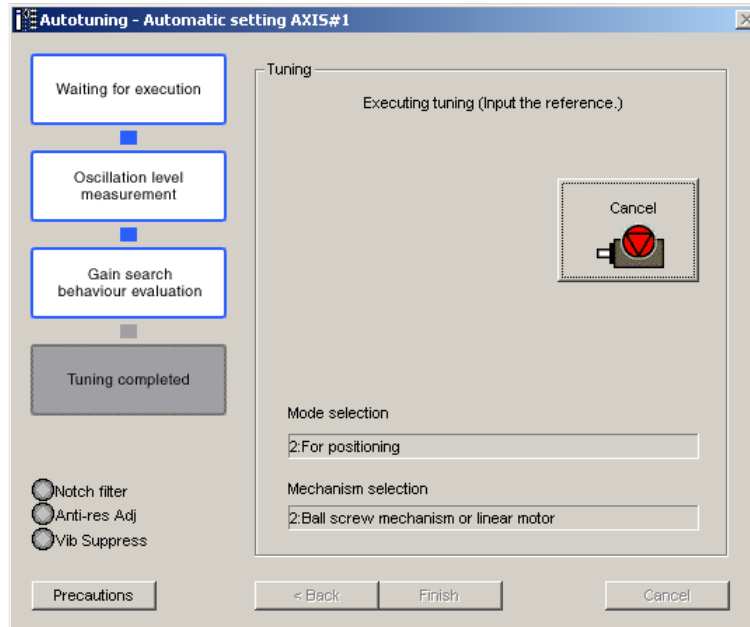 Autotuning - Automatic setting AXIS#1
Waiting for execution
Oscillation level
measurement
Gain search
behaviour evaluation
Tuning completed
Notch filter
Anti-res Adj
Vib Suppress
Precautions
Tuning
Executing tuning (Input the reference.)
Cancel
Mode selection
2:For positioning
Mechanism selection
2:Ball screw mechanism or linear motor
< Back
Finish
Cancel